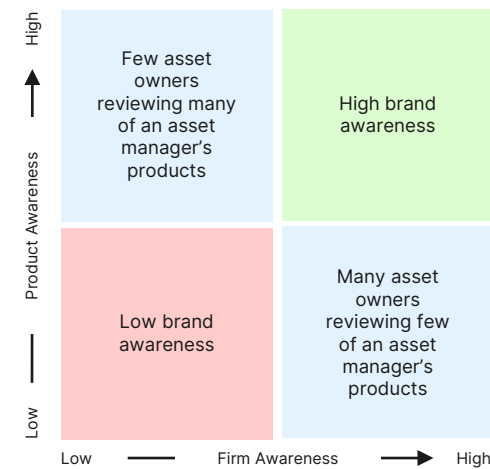 High
Product Awareness
Low
Few asset
owners
reviewing many
of an asset
manager’s
products
High brand
awareness
Low brand
awareness
Many asset
owners
reviewing few
of an asset
manager’s
products
Low
Firm Awareness
High